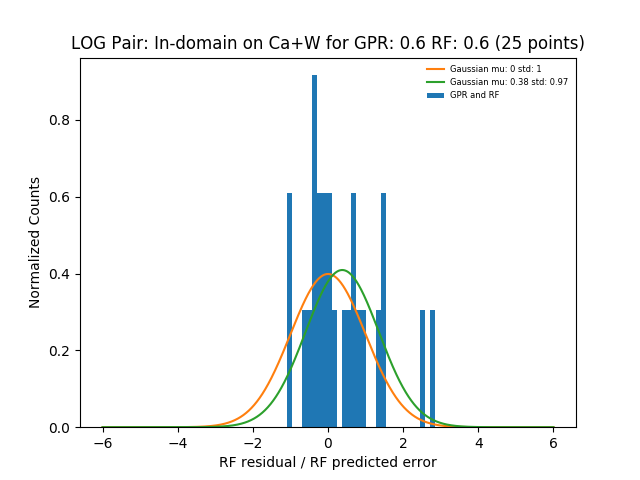 LOG Pair: In-domain on Ca+W for GPR: 0.6 RF: 0.6 (25 points)
Gaussian mu: 0 std: 1
Gaussian mu: 0.38 std: 0.97
GPR and RF
Normalized Counts
0.8
0.6
0.4
0.2
0.0
−6 −4 −2 0 2 4 6
RF residual / RF predicted error